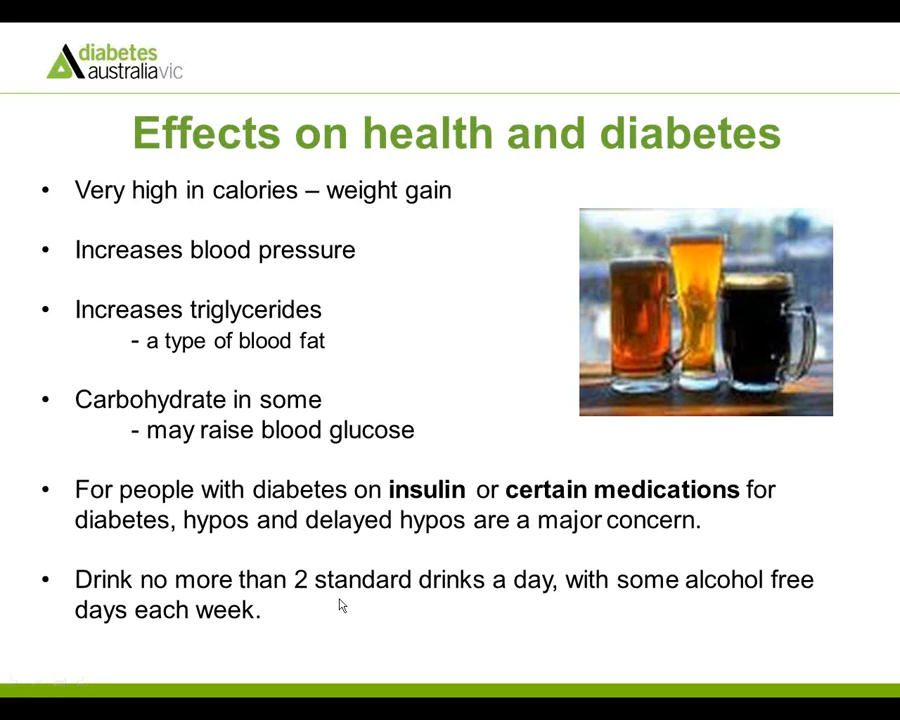 diabetes
australiavic
Effects on health and diabetes
• Very high in calories – weight gain
• Increases blood pressure
• Increases triglycerides
- a type of blood fat
• Carbohydrate in some
- may raise blood glucose
• For people with diabetes on insulin or certain medications for
diabetes, hypos and delayed hypos are a major concern.
• Drink no more than 2 standard drinks a day, with some alcohol free
days each week.